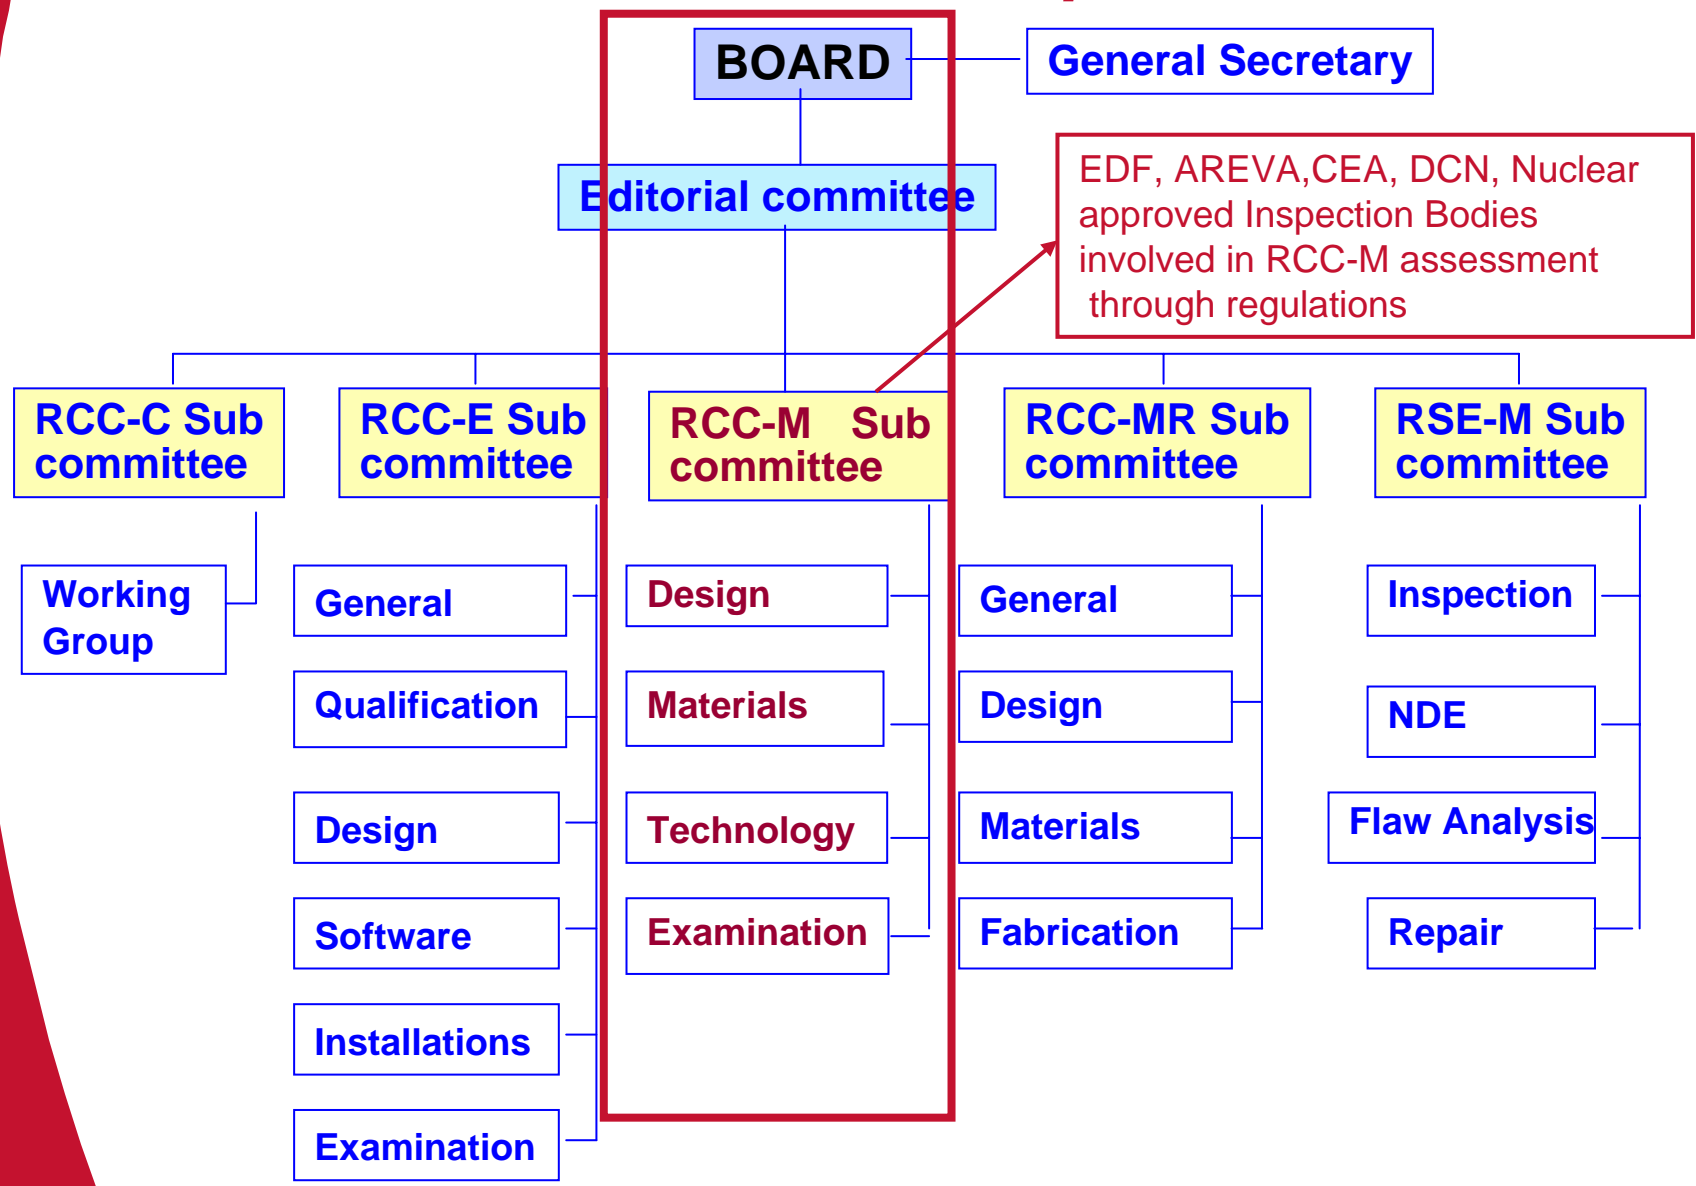 BOARD
General Secretary
Editorial committee
EDF, AREVA,CEA, DCN, Nuclear
approved Inspection Bodies
involved in RCC-M assessment
through regulations
RCC-C Sub
committee
RCC-E Sub
committee
RCC-M Sub
committee
RCC-MR Sub
committee
RSE-M Sub
committee
Working
Group
General
Qualification
Design
Software
Installations
Examination
Design
Materials
Technology
Examination
General
Design
Materials
Fabrication
Inspection
NDE
Flaw Analysis
Repair